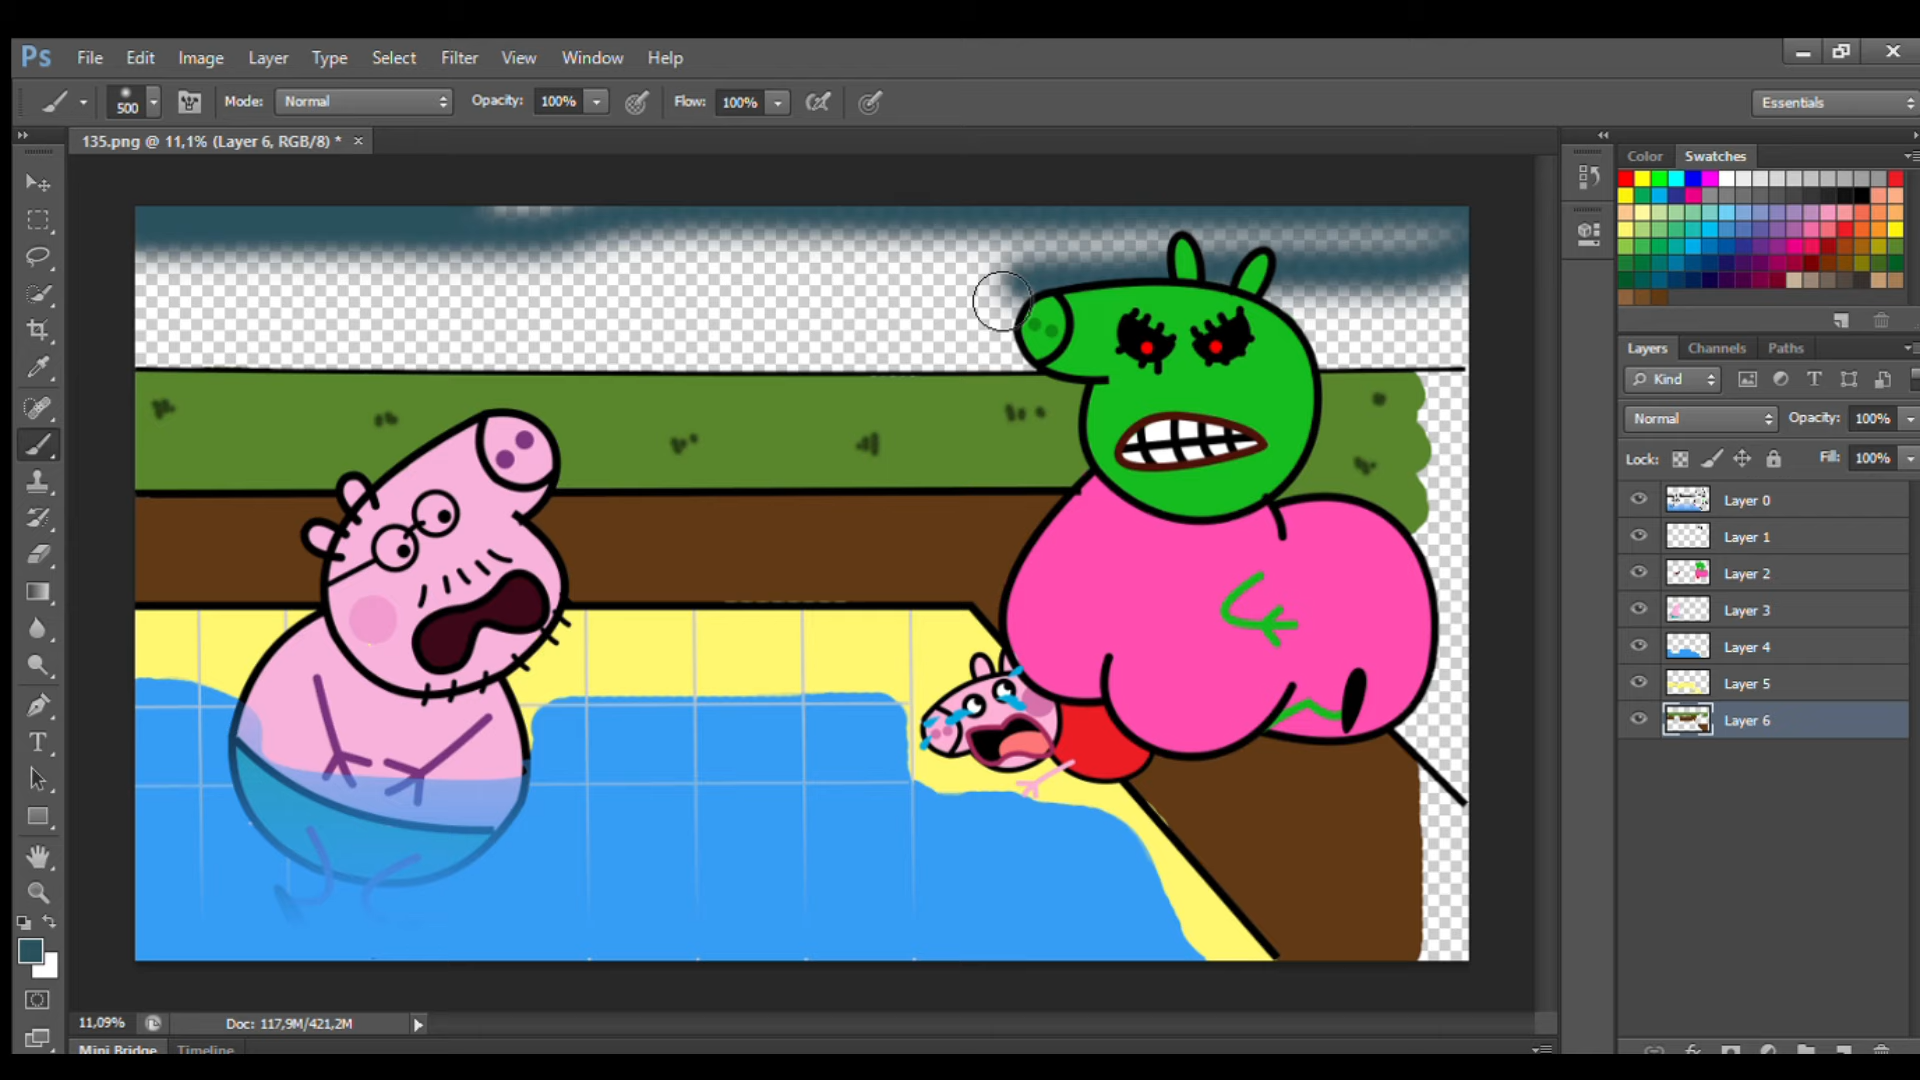 Ps File Edit Image Layer Type Select Filter View Window Help
500 Mode: Normal Opacity: 100% Flow: 100% Essentials
135.png @ 11,1% (Layer 6, RGB/8) * ×
Color Swatches
Layers Channels Paths
Kind T
Normal Opacity: 100%
Lock: Fill: 100%
Layer 0
Layer 1
Layer 2
Layer 3
Layer 4
Layer 5
Layer 6
T
11,09% Doc: 117,9M/421,2M
Mini Bridge Timeline
fx